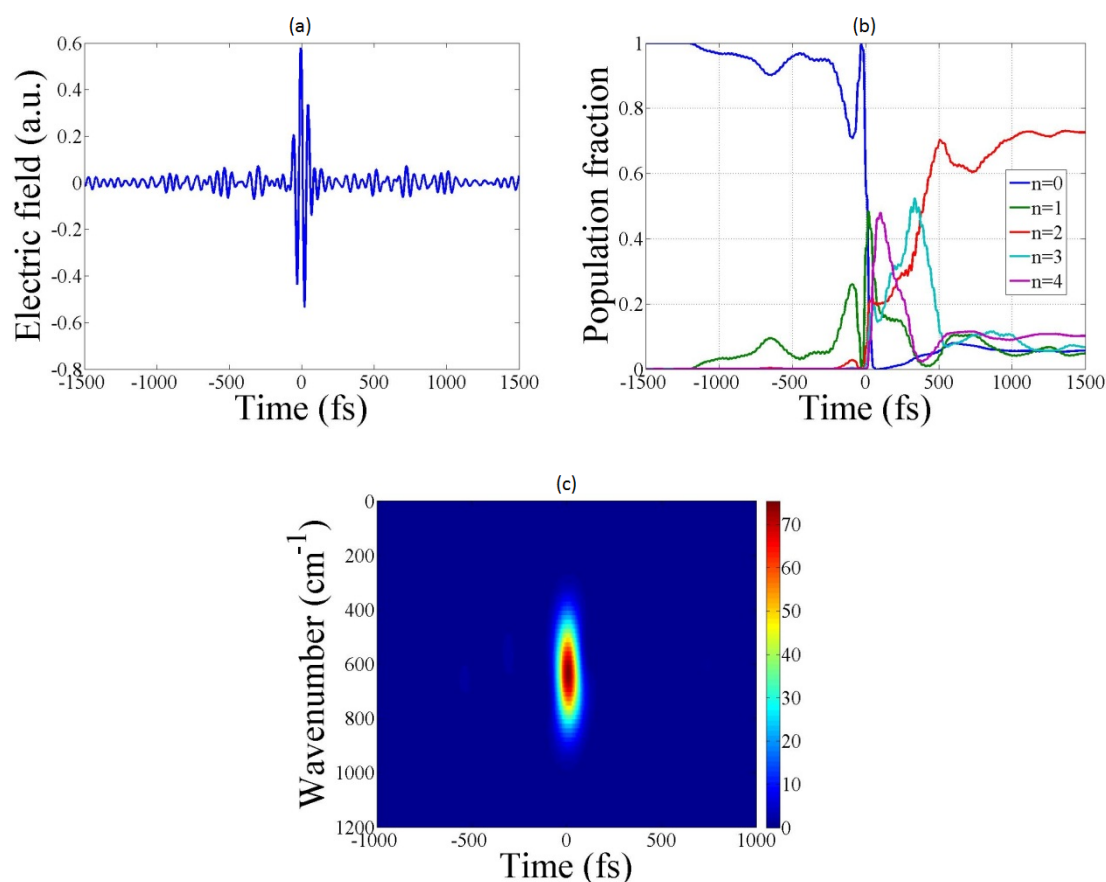 (a)
0.6
0.4
0.2
0
-0.2
-0.4
-0.6
-0.8
Electric field (a.u.)
-1500 -1000 -500 0 500 1000 1500
Time (fs)
(b)
1
0.8
0.6
0.4
0.2
0
Population fraction
n=0
n=1
n=2
n=3
n=4
-1500 -1000 -500 0 500 1000 1500
Time (fs)
(c)
0
200
400
600
800
1000
1200
Wavenumber (cm⁻¹)
-1000 -500 0 500 1000
Time (fs)
70
60
50
40
30
20
10
0